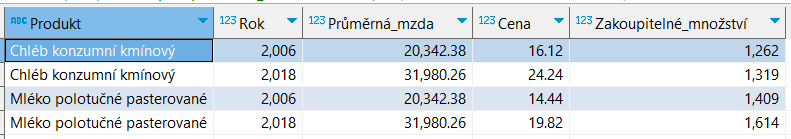 ABC Produkt 123 Rok 123 Průměrná_mzda 123 Cena 123 Zakoupitelné_množství
Chléb konzumní kmínový 2,006 20,342.38 16.12 1,262
Chléb konzumní kmínový 2,018 31,980.26 24.24 1,319
Mléko polotučné pasterované 2,006 20,342.38 14.44 1,409
Mléko polotučné pasterované 2,018 31,980.26 19.82 1,614